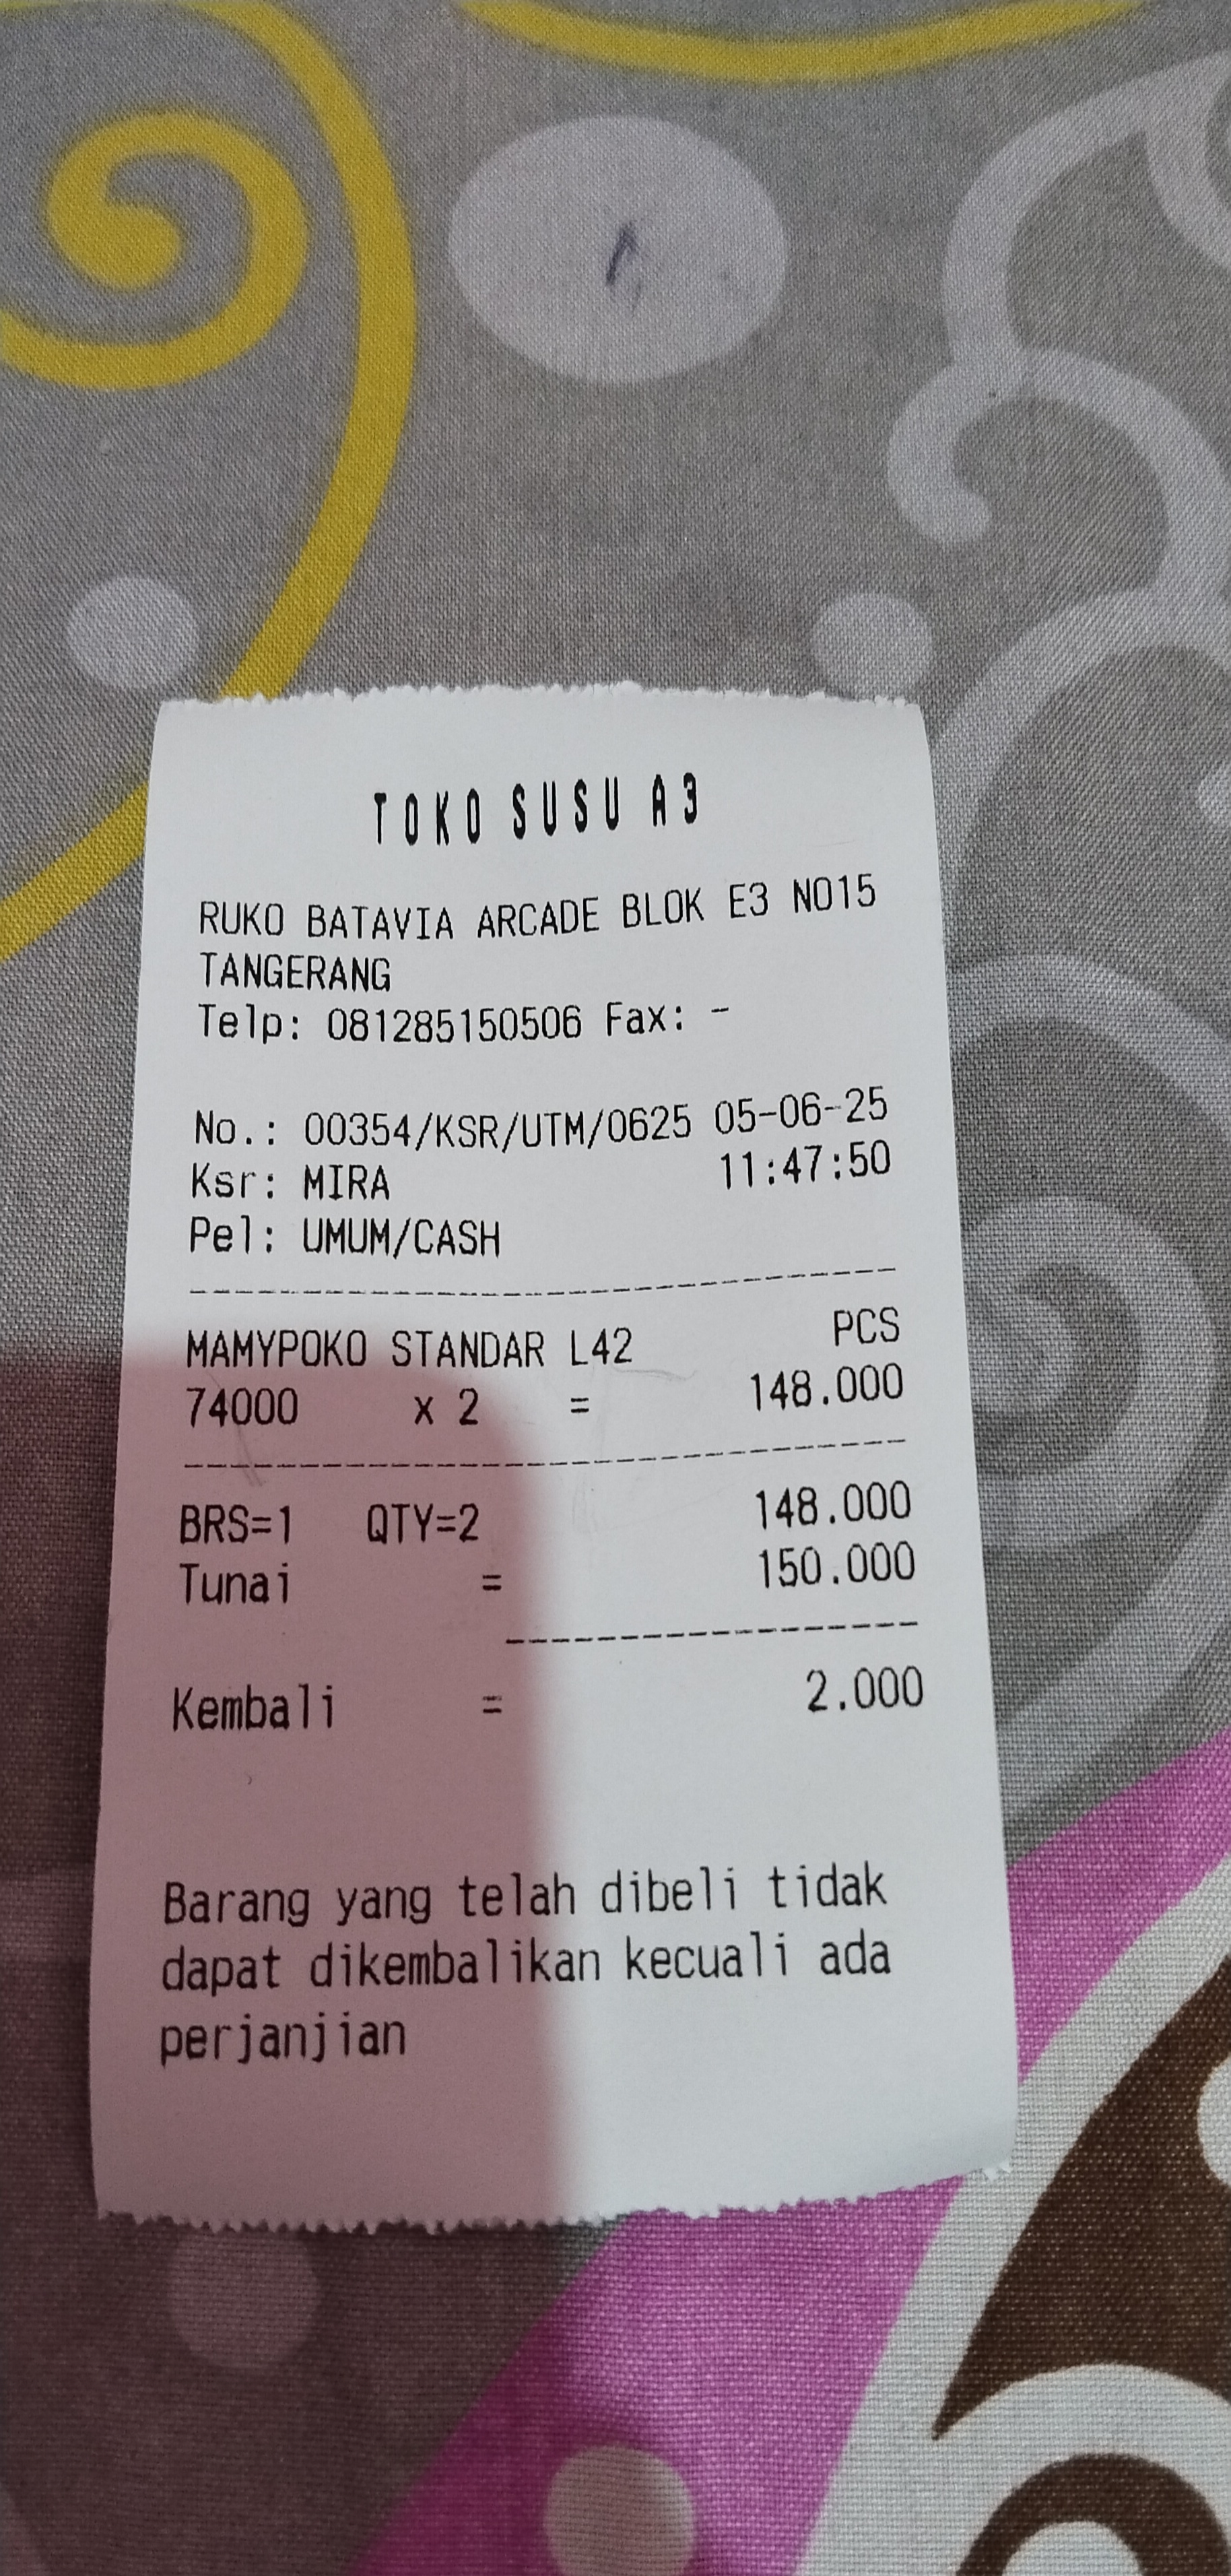 TOKO SUSU A3
RUKO BATAVIA ARCADE BLOK E3 NO15
TANGERANG
Telp: 081285150506 Fax: -
No.: 00354/KSR/UTM/0625 05-06-25
Ksr: MIRA 11:47:50
Pel: UMUM/CASH
MAMYPOKO STANDAR L42 PCS
74000 x 2 = 148.000
BRS=1 QTY=2 148.000
Tunai = 150.000
Kembali = 2.000
Barang yang telah dibeli tidak
dapat dikembalikan kecuali ada
perjanjian